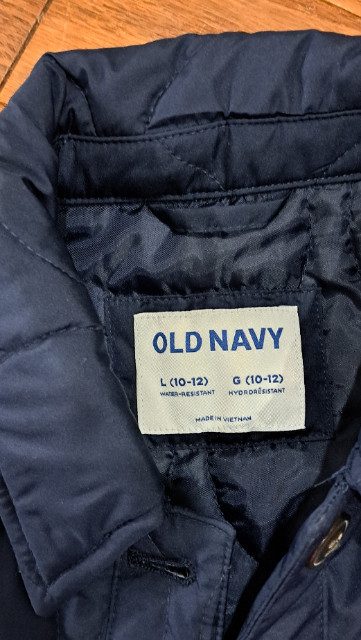 OLD NAVY
L (10-12) G (10-12)
WATER-RESISTANT HYDRORÉSISTANT
MADE IN VIETNAM